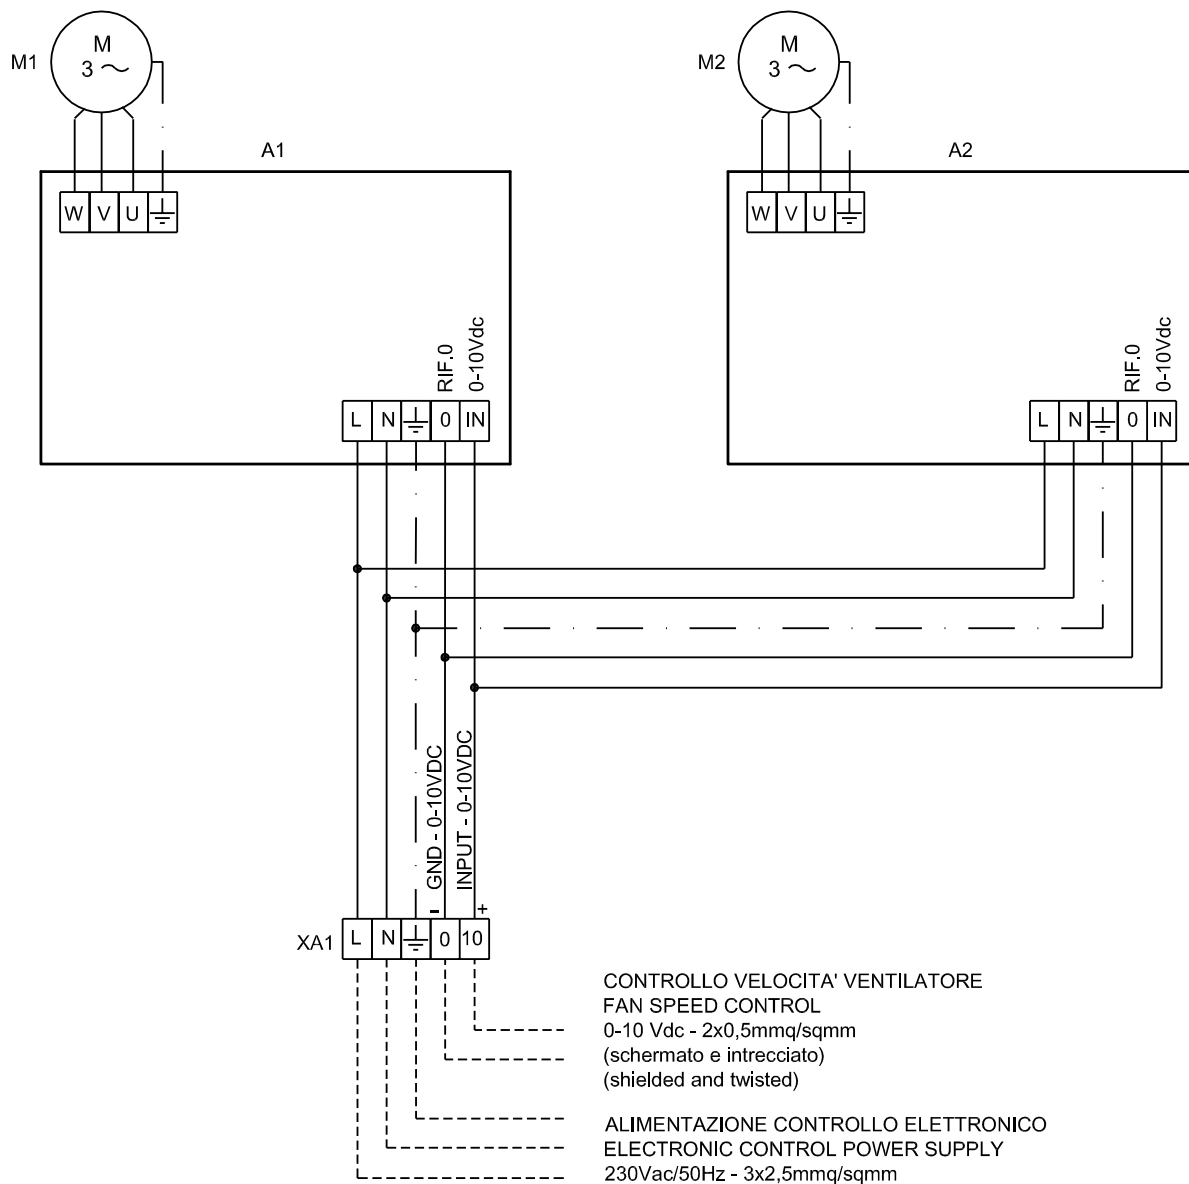 M1
M
3
M2
M
3
A1
A2
W V U
W V U
RIF.0
0-10Vdc
RIF.0
0-10Vdc
L N 0 IN
L N 0 IN
GND - 0-10VDC
INPUT - 0-10VDC
- +
XA1
L N 0 10
CONTROLLO VELOCITA' VENTILATORE
FAN SPEED CONTROL
0-10 Vdc - 2x0,5mmq/sqmm
(schermato e intrecciato)
(shielded and twisted)
ALIMENTAZIONE CONTROLLO ELETTRONICO
ELECTRONIC CONTROL POWER SUPPLY
230Vac/50Hz - 3x2,5mmq/sqmm